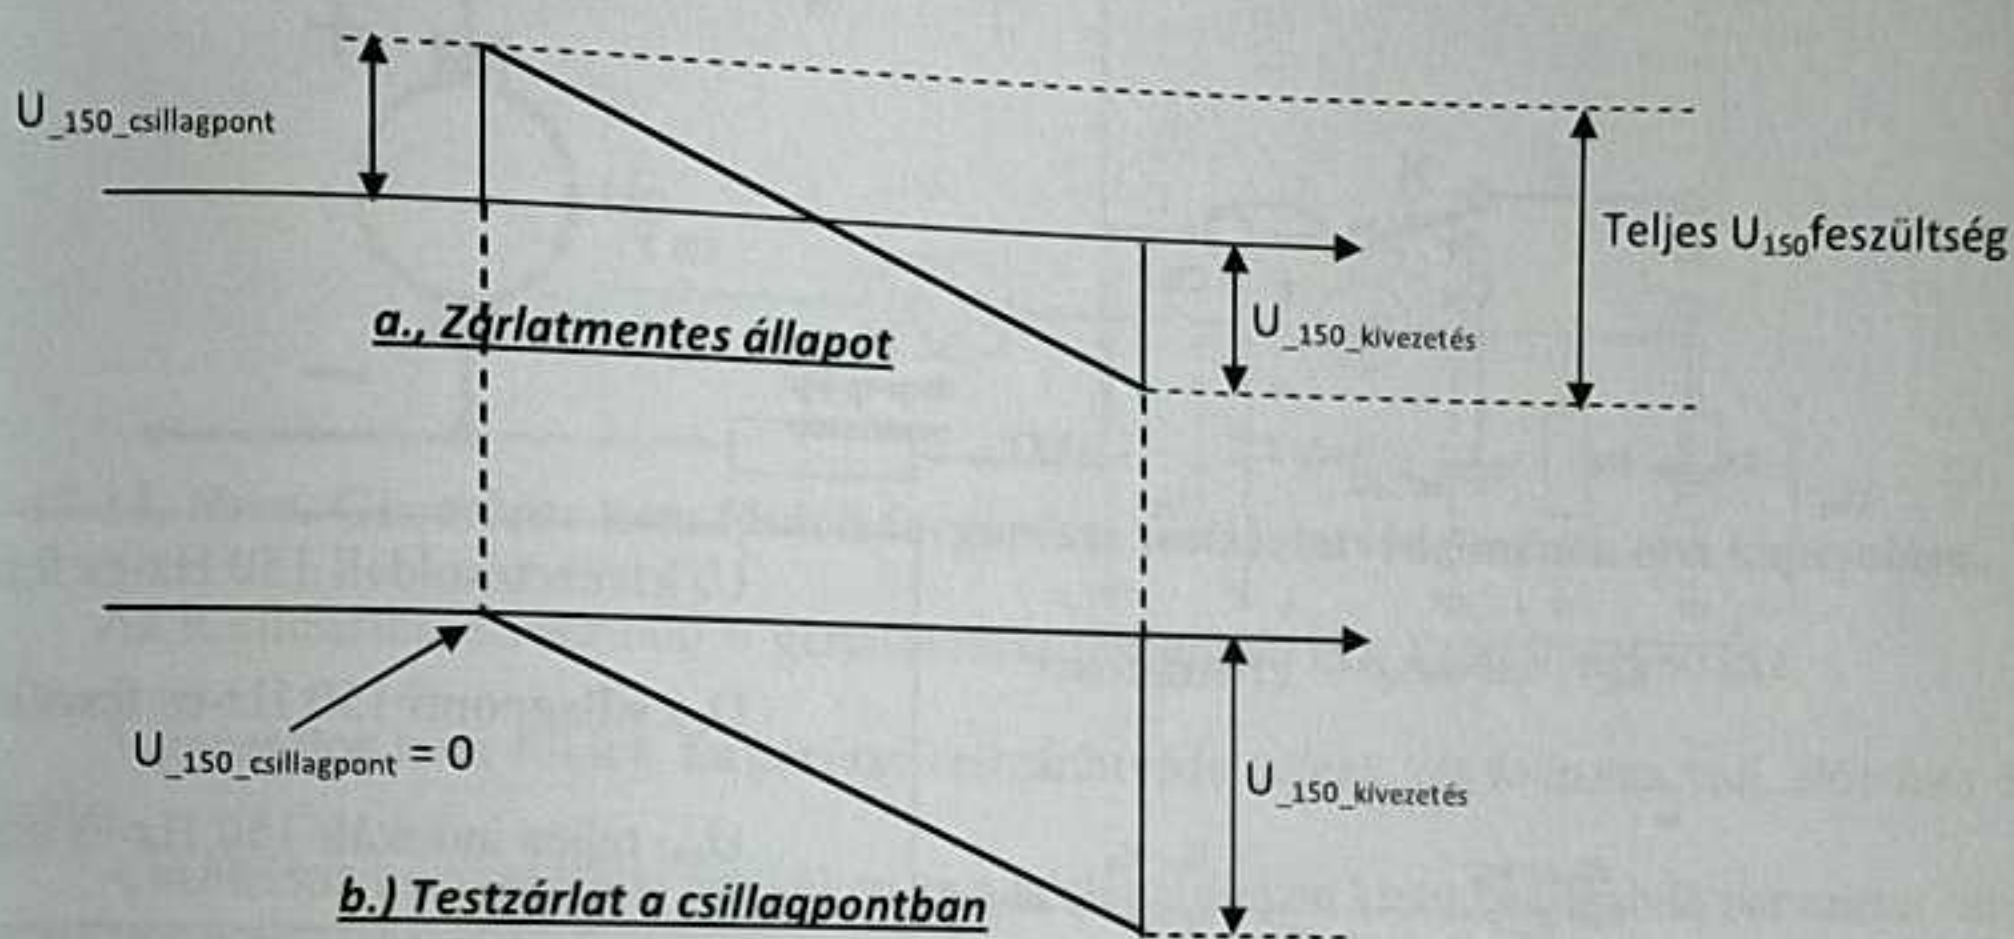 U_150_csillagpont
Teljes U150feszültség
a., Zárlatmentes állapot
U_150_kivezetés
U_150_csillagpont = 0
U_150_kivezetés
b.) Testzárlat a csillagpontban